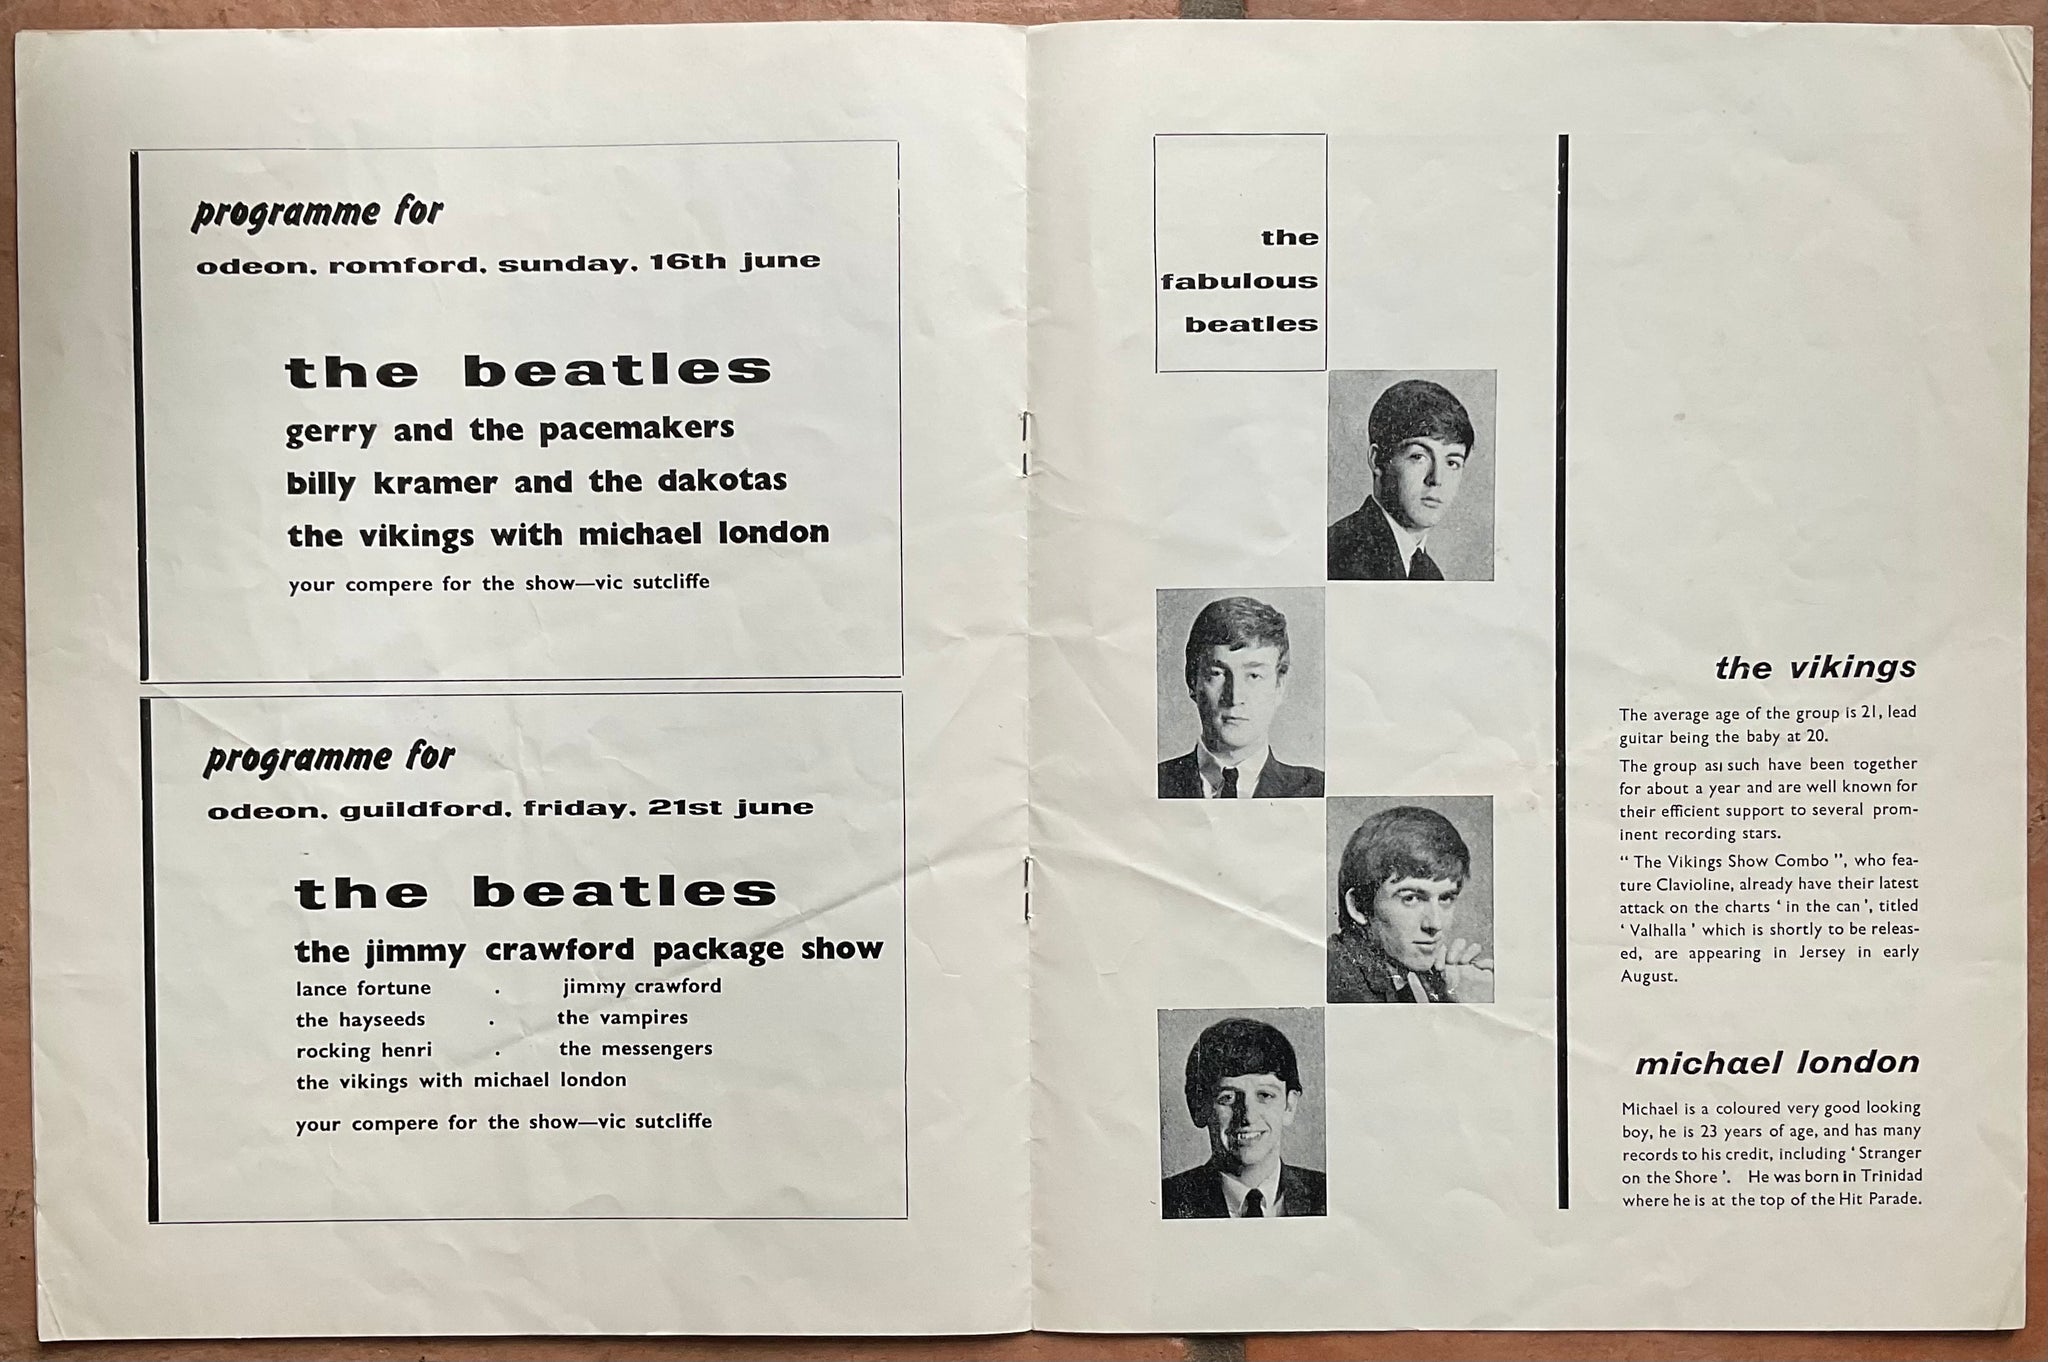 programme for
odeon, romford, sunday, 16th june
the beatles
gerry and the pacemakers
billy kramer and the dakotas
the vikings with michael london
your compere for the show—vic sutcliffe
programme for
odeon, guildford, friday, 21st june
the beatles
the jimmy crawford package show
lance fortune . jimmy crawford
the hayseeds . the vampires
rocking henri . the messengers
the vikings with michael london
your compere for the show—vic sutcliffe
the
fabulous
beatles
the vikings
The average age of the group is 21, lead
guitar being the baby at 20.
The group as such have been together
for about a year and are well known for
their efficient support to several prom-
inent recording stars.
“ The Vikings Show Combo ”, who fea-
ture Clavioline, already have their latest
attack on the charts ‘ in the can ’, titled
‘ Valhalla ’ which is shortly to be releas-
ed, are appearing in Jersey in early
August.
michael london
Michael is a coloured very good looking
boy, he is 23 years of age, and has many
records to his credit, including ‘ Stranger
on the Shore ’. He was born in Trinidad
where he is at the top of the Hit Parade.